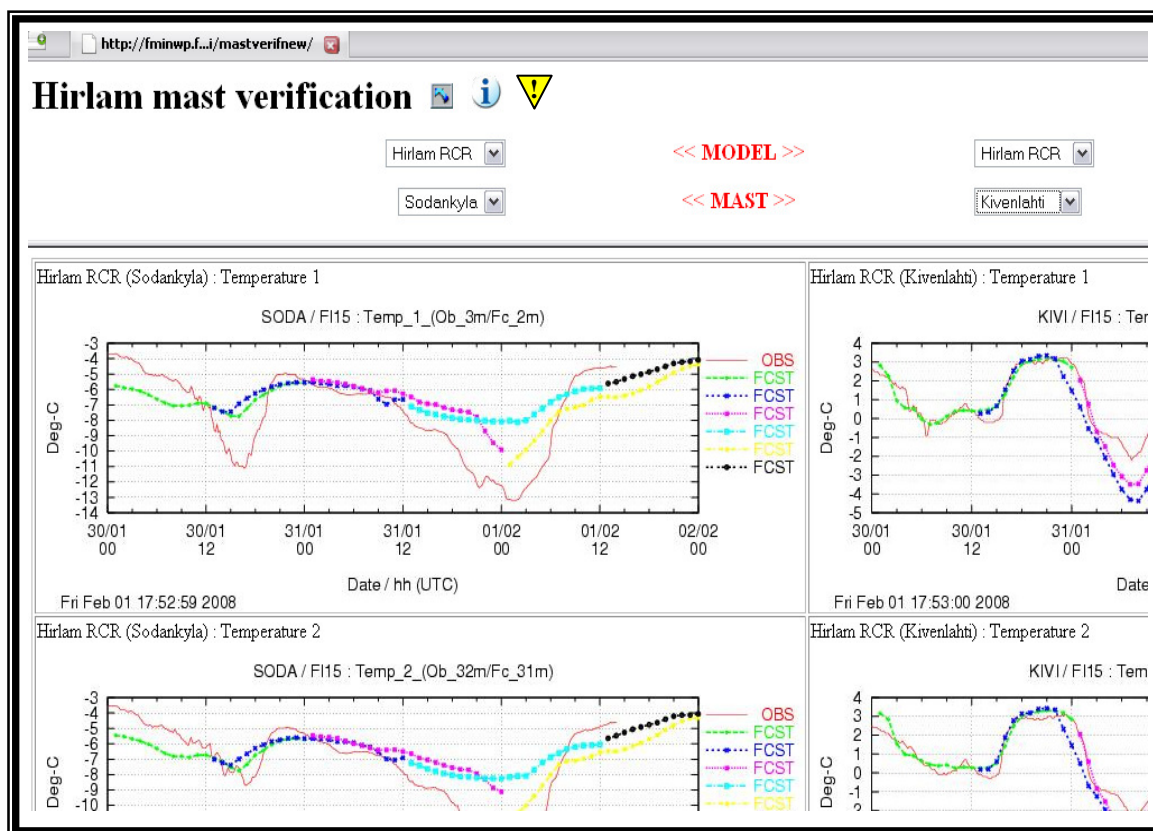 http://fminwp.f...i/mastverifnew/
Hirlam mast verification
Hirlam RCR << MODEL >> Hirlam RCR
Sodankyla << MAST >> Kivenlahti
Hirlam RCR (Sodankyla) : Temperature 1
SODA / FI15 : Temp_1_(Ob_3m/Fc_2m)
-3
-4
-5
-6
-7
-8
-9
-10
-11
-12
-13
-14
Deg-C
OBS
FCST
FCST
FCST
FCST
FCST
FCST
30/01 30/01 31/01 31/01 01/02 01/02 02/02
00 12 00 12 00 12 00
Date / hh (UTC)
Fri Feb 01 17:52:59 2008
Hirlam RCR (Kivenlahti) : Temperature 1
KIVI / FI15 : Ter
4
3
2
1
0
-1
-2
-3
-4
-5
Deg-C
30/01 30/01 31/01
00 12 00
Date
Fri Feb 01 17:53:00 2008
Hirlam RCR (Sodankyla) : Temperature 2
SODA / FI15 : Temp_2_(Ob_32m/Fc_31m)
-3
-4
-5
-6
-7
-8
-9
-10
Deg-C
OBS
FCST
FCST
FCST
FCST
FCST
Hirlam RCR (Kivenlahti) : Temperature 2
KIVI / FI15 : Tem
4
3
2
1
0
-1
Deg-C